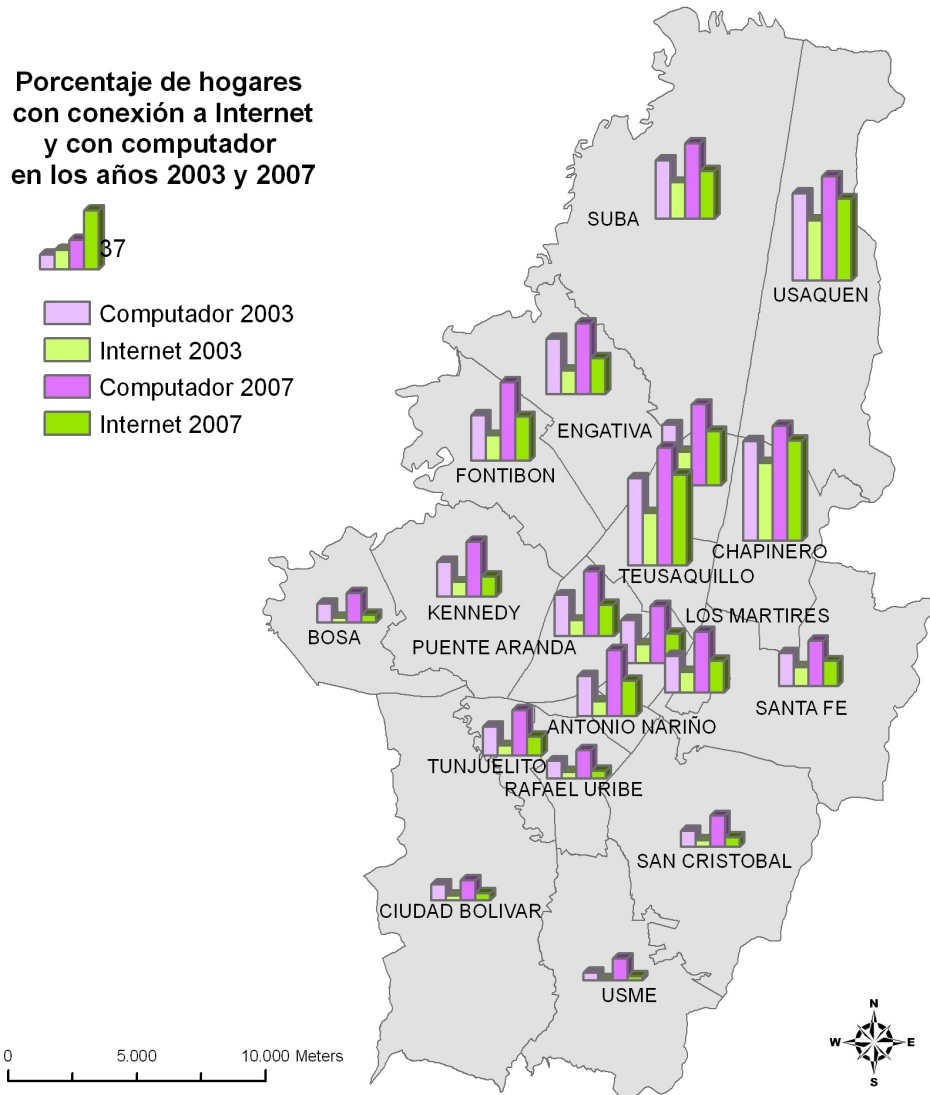 Porcentaje de hogares
con conexión a Internet
y con computador
en los años 2003 y 2007
37
Computador 2003
Internet 2003
Computador 2007
Internet 2007
SUBA
USAQUEN
ENGATIVA
FONTIBON
CHAPINERO
TEUSAQUILLO
KENNEDY
LOS MARTIRES
BOSA
PUENTE ARANDA
SANTA FE
ANTONIO NARIÑO
TUNJUELITO
RAFAEL URIBE
SAN CRISTOBAL
CIUDAD BOLIVAR
USME
0 5.000 10.000 Meters
N
W E
S